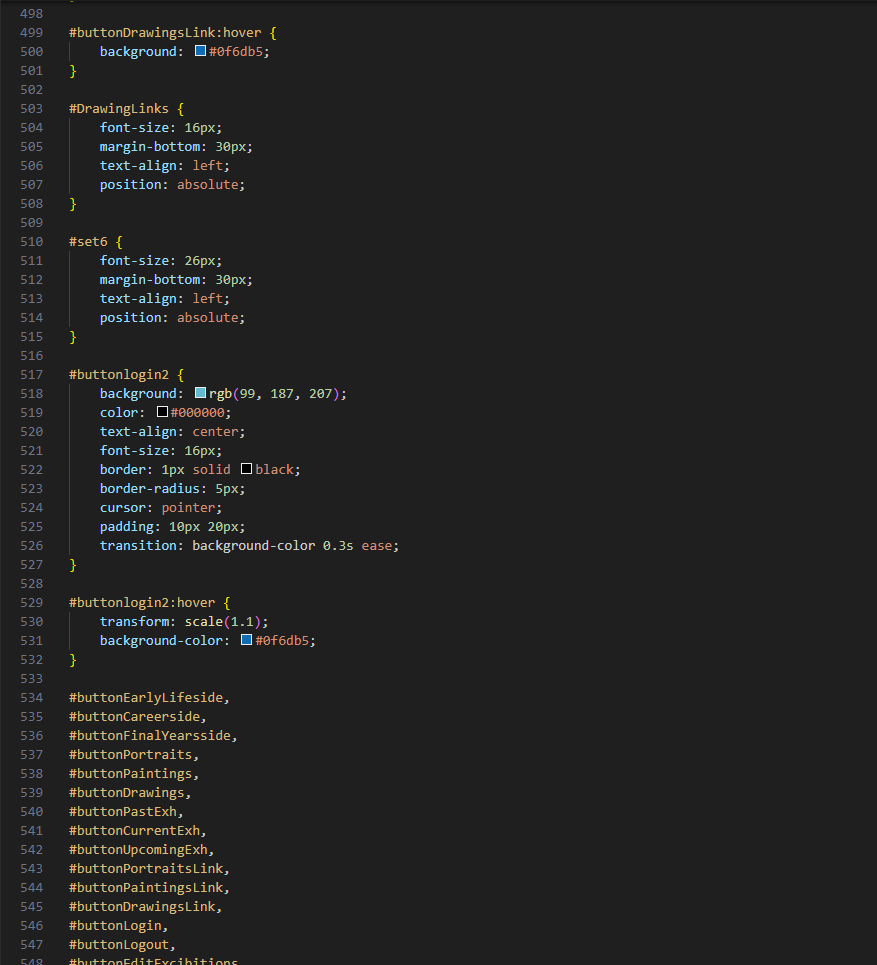 498
499 #buttonDrawingsLink:hover {
500 background: #0f6db5;
501 }
502
503 #DrawingLinks {
504 font-size: 16px;
505 margin-bottom: 30px;
506 text-align: left;
507 position: absolute;
508 }
509
510 #set6 {
511 font-size: 26px;
512 margin-bottom: 30px;
513 text-align: left;
514 position: absolute;
515 }
516
517 #buttonlogin2 {
518 background: rgb(99, 187, 207);
519 color: #000000;
520 text-align: center;
521 font-size: 16px;
522 border: 1px solid black;
523 border-radius: 5px;
524 cursor: pointer;
525 padding: 10px 20px;
526 transition: background-color 0.3s ease;
527 }
528
529 #buttonlogin2:hover {
530 transform: scale(1.1);
531 background-color: #0f6db5;
532 }
533
534 #buttonEarlyLifeside,
535 #buttonCareerside,
536 #buttonFinalYearsside,
537 #buttonPortraits,
538 #buttonPaintings,
539 #buttonDrawings,
540 #buttonPastExh,
541 #buttonCurrentExh,
542 #buttonUpcomingExh,
543 #buttonPortraitsLink,
544 #buttonPaintingsLink,
545 #buttonDrawingsLink,
546 #buttonLogin,
547 #buttonLogout,
548 #buttonEditExcibitions